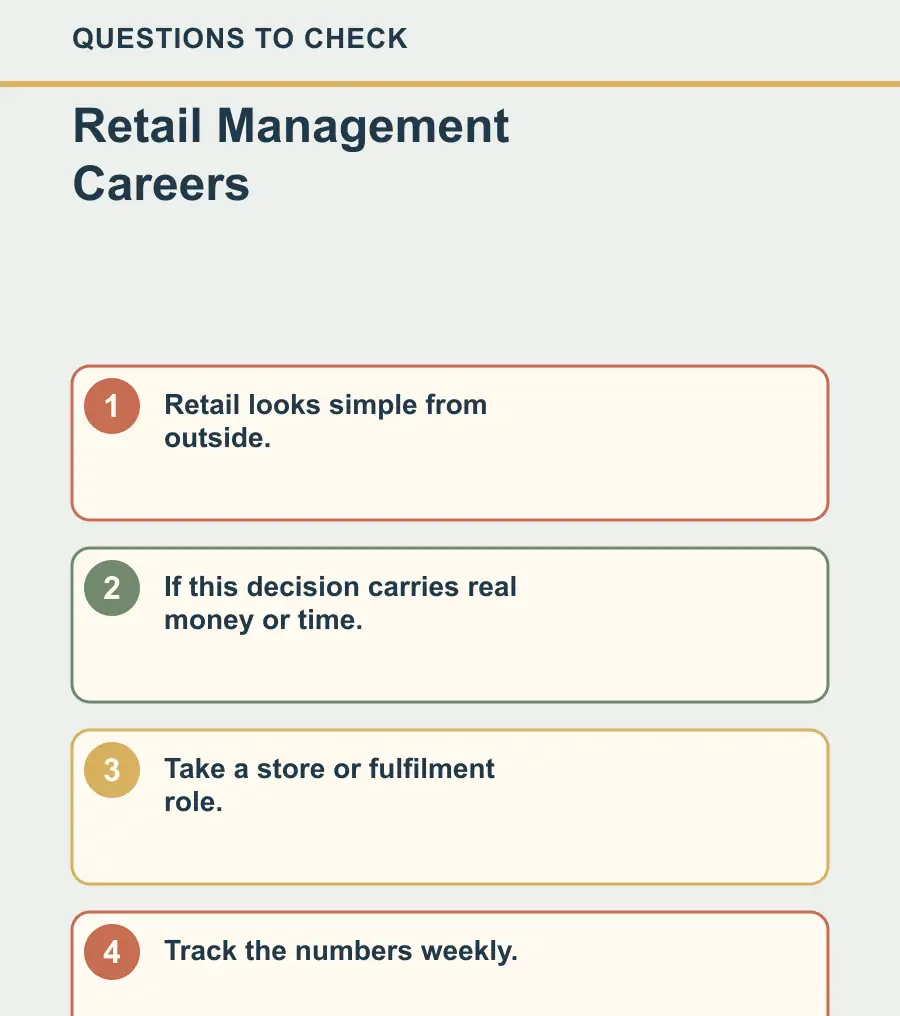 QUESTIONS TO CHECK
Retail Management
Careers
1
Retail looks simple from
outside.
2
If this decision carries real
money or time.
3
Take a store or fulfilment
role.
4
Track the numbers weekly.